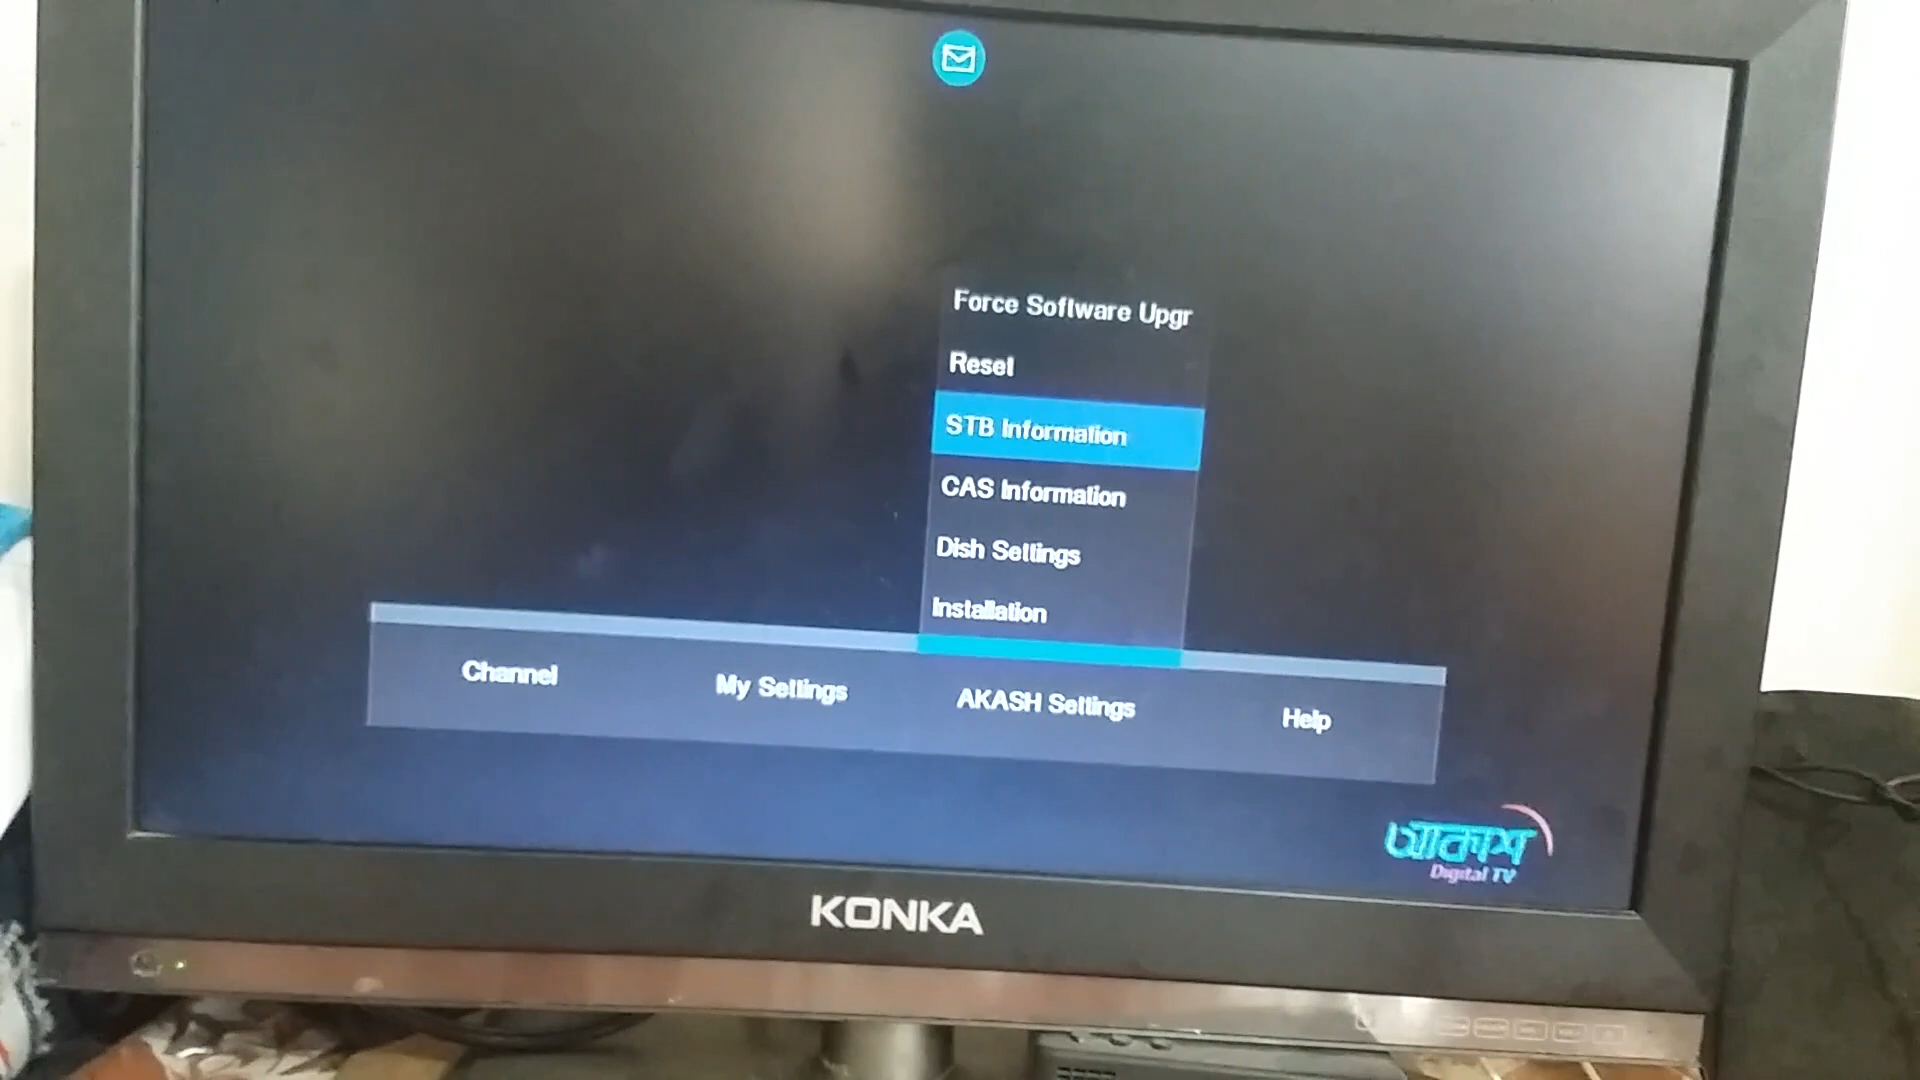 Force Software Upgr
Reset
STB Information
CAS Information
Dish Settings
Installation
Channel
My Settings
AKASH Settings
Help
আকাশ
Digital TV
KONKA